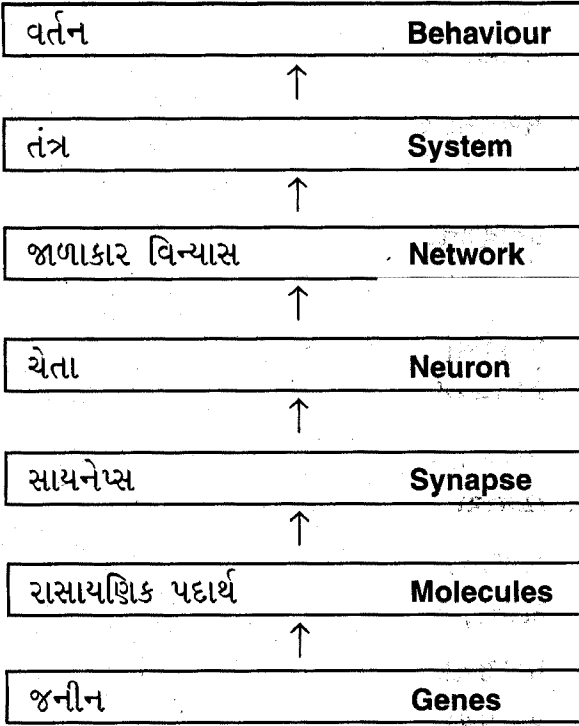 વર્તન Behaviour
↑
તંત્ર System
↑
જાળાકાર વિન્યાસ Network
↑
ચેતા Neuron
↑
સાયનેપ્સ Synapse
↑
રાસાયણિક પદાર્થ Molecules
↑
જનીન Genes